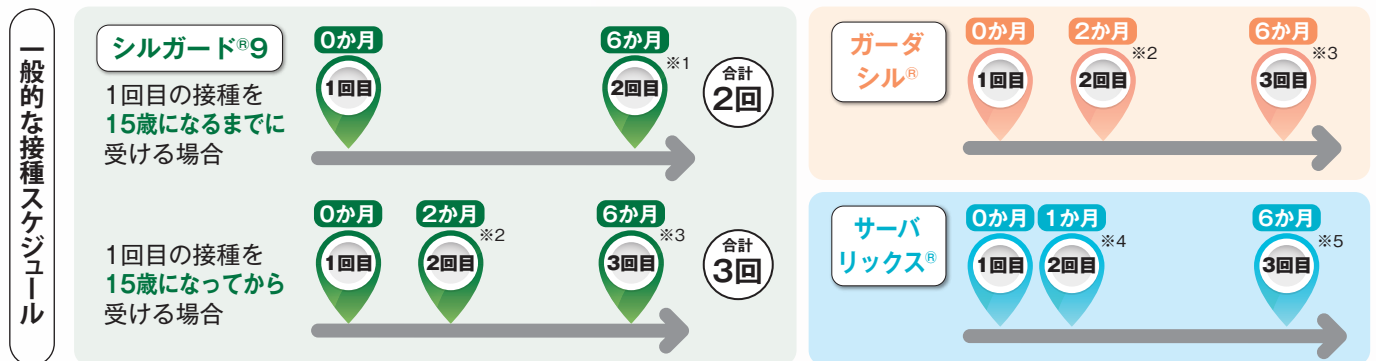 一般的な接種スケジュール
シルガード®9
1回目の接種を
15歳になるまでに
受ける場合
0か月
6か月
1回目
2回目
※1
合計
2回
1回目の接種を
15歳になってから
受ける場合
0か月
2か月
6か月
1回目
2回目
※2
3回目
※3
合計
3回
ガーダ
シル®
0か月
2か月
6か月
1回目
2回目
※2
3回目
※3
サーバ
リックス®
0か月
1か月
6か月
1回目
2回目
※4
3回目
※5